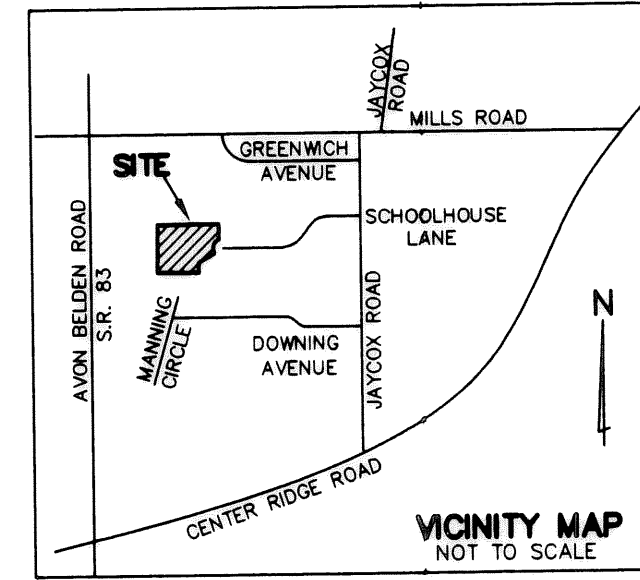 JAYCOX
ROAD
MILLS ROAD
GREENWICH
AVENUE
SITE
SCHOOLHOUSE
LANE
AVON BELDEN ROAD
S.R. 83
MANNING
CIRCLE
DOWNING
AVENUE
JAYCOX ROAD
N
CENTER RIDGE ROAD
VICINITY MAP
NOT TO SCALE